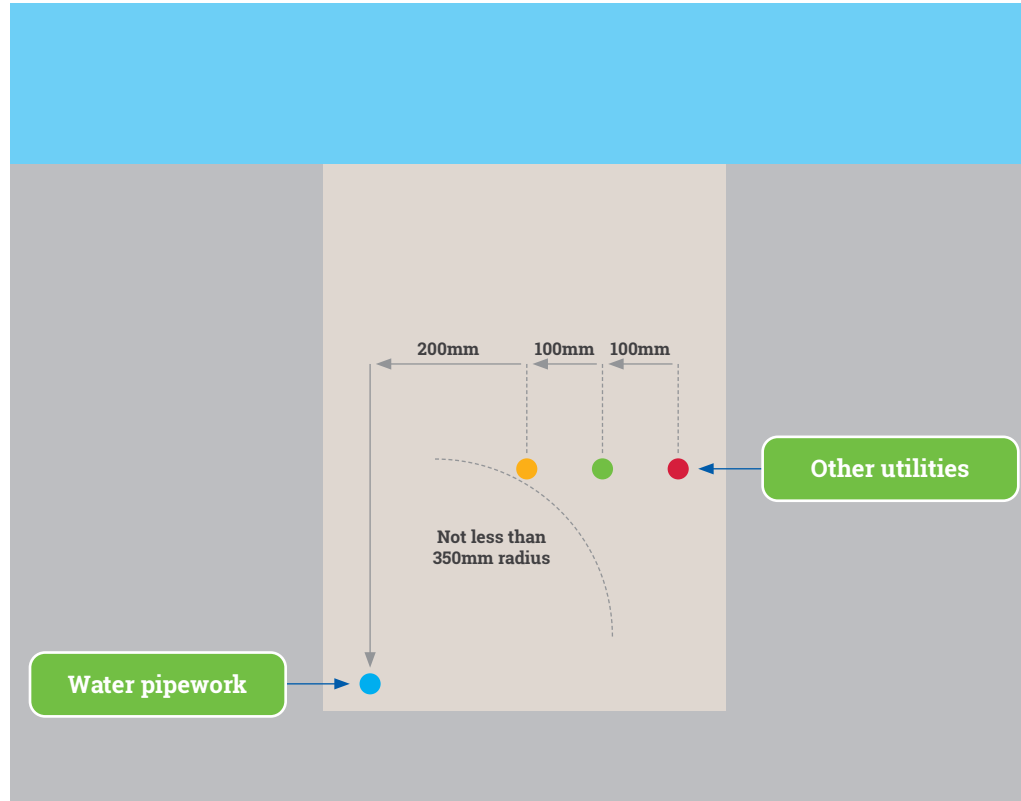 200mm
100mm
100mm
Other utilities
Not less than
350mm radius
Water pipework